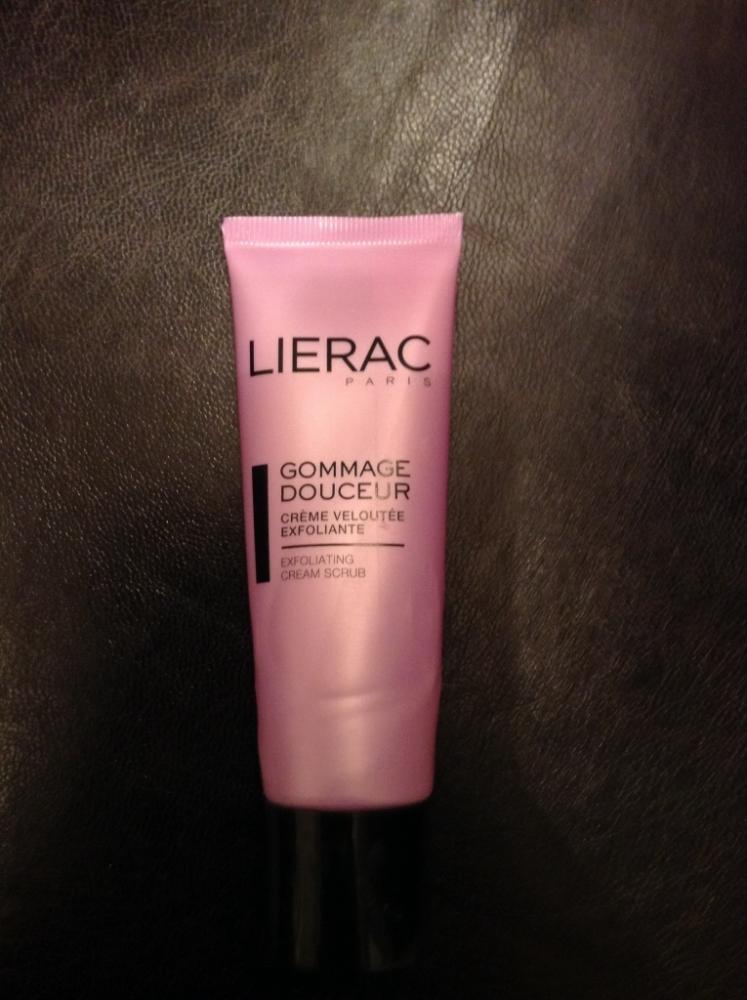 LIERAC
PARIS
GOMMAGE
DOUCEUR
CRÈME VELOUTÉE
EXFOLIANTE
EXFOLIATING
CREAM SCRUB